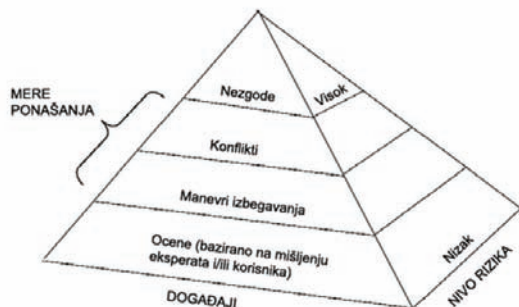 MERE
PONAŠANJA
Nezgode
Visok
Konflikti
Manevri izbegavanja
Ocene (bazirano na mišljenju
eksperata i/ili korisnika)
Nizak
DOGAĐAJI
NIVO RIZIKA